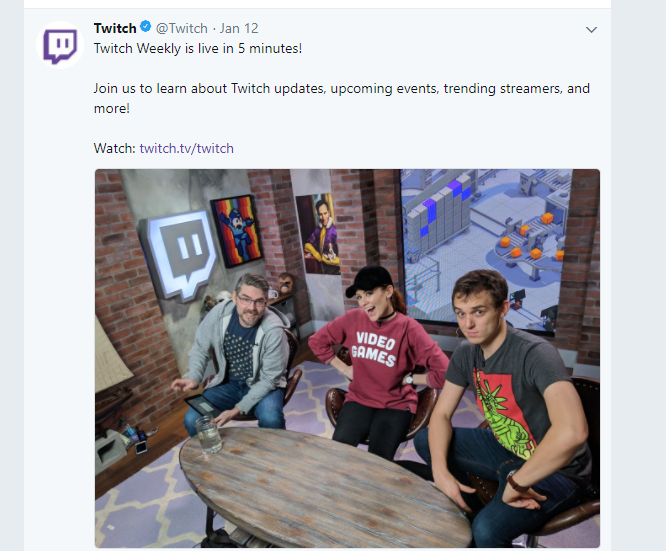 Twitch @Twitch · Jan 12
Twitch Weekly is live in 5 minutes!
Join us to learn about Twitch updates, upcoming events, trending streamers, and
more!
Watch: twitch.tv/twitch
VIDEO
GAMES